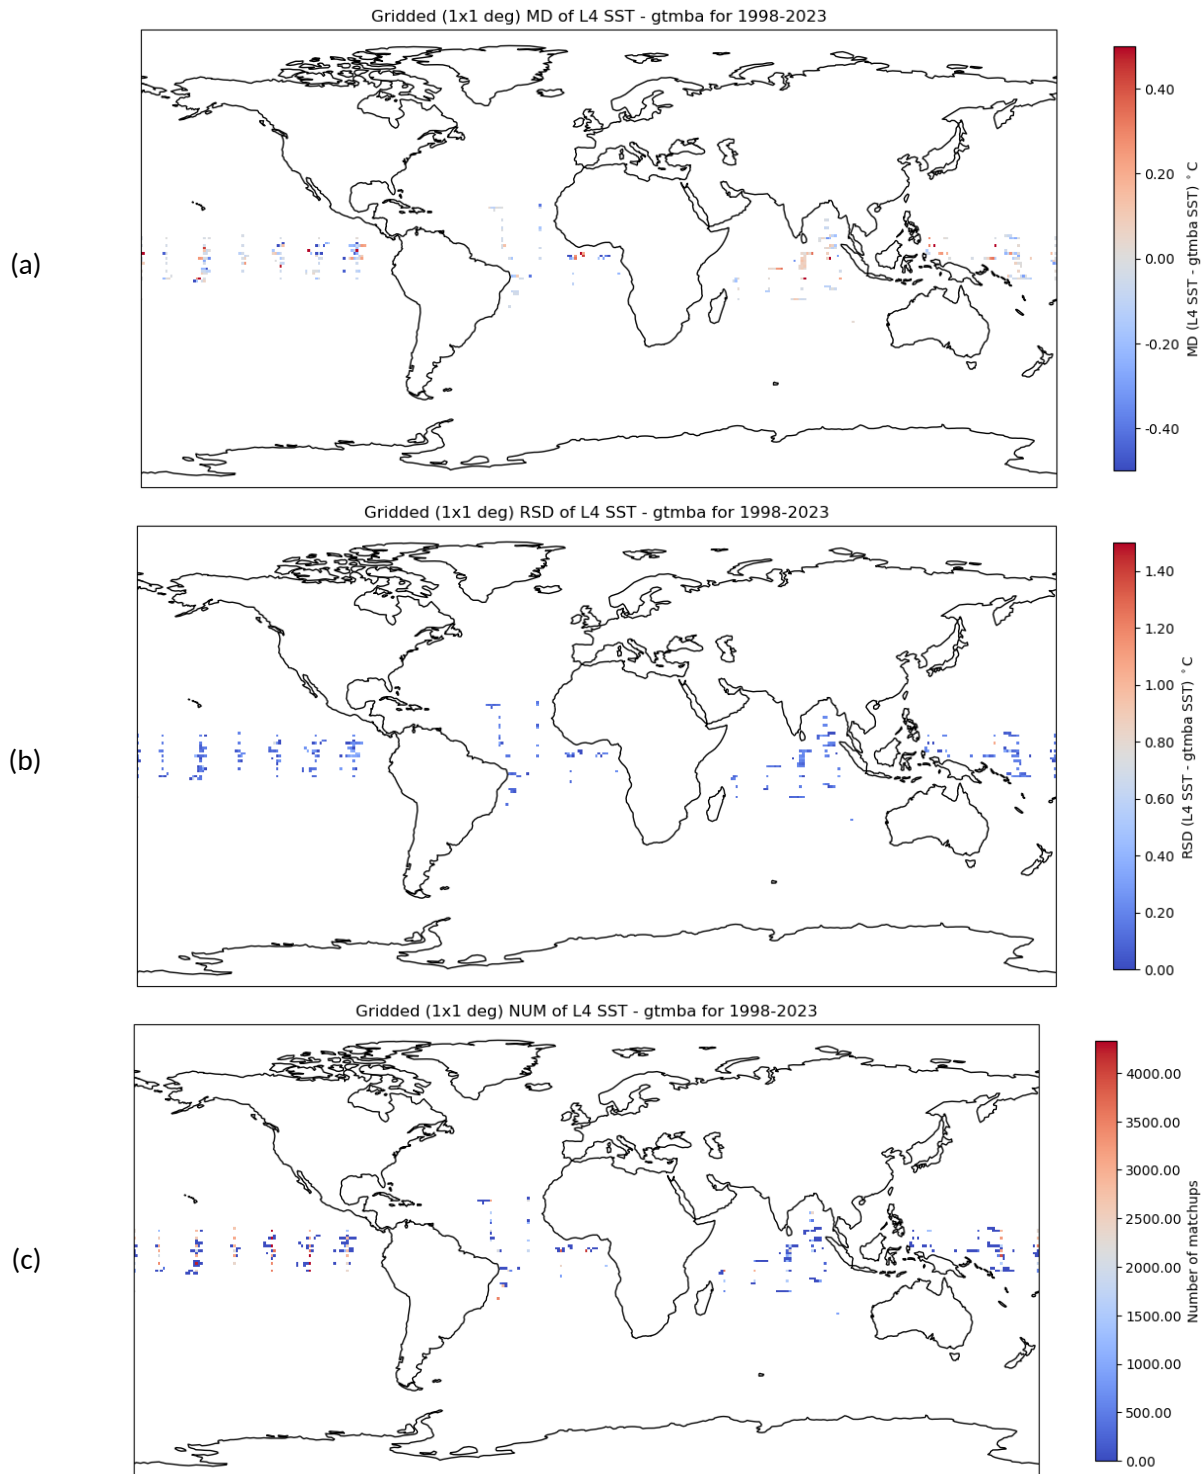 Gridded (1x1 deg) MD of L4 SST - gtmba for 1998-2023
(a)
0.40
0.20
0.00
-0.20
-0.40
MD (L4 SST - gtmba SST) °C
Gridded (1x1 deg) RSD of L4 SST - gtmba for 1998-2023
(b)
1.40
1.20
1.00
0.80
0.60
0.40
0.20
0.00
RSD (L4 SST - gtmba SST) °C
Gridded (1x1 deg) NUM of L4 SST - gtmba for 1998-2023
(c)
4000.00
3500.00
3000.00
2500.00
2000.00
1500.00
1000.00
500.00
0.00
Number of matchups